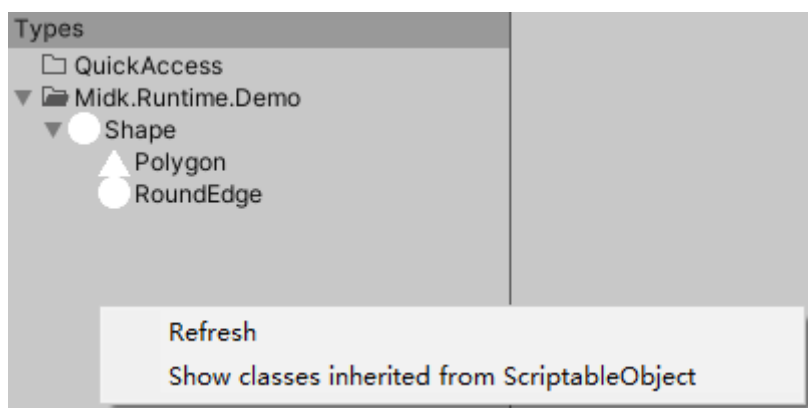 Types
QuickAccess
Midk.Runtime.Demo
Shape
Polygon
RoundEdge
Refresh
Show classes inherited from ScriptableObject